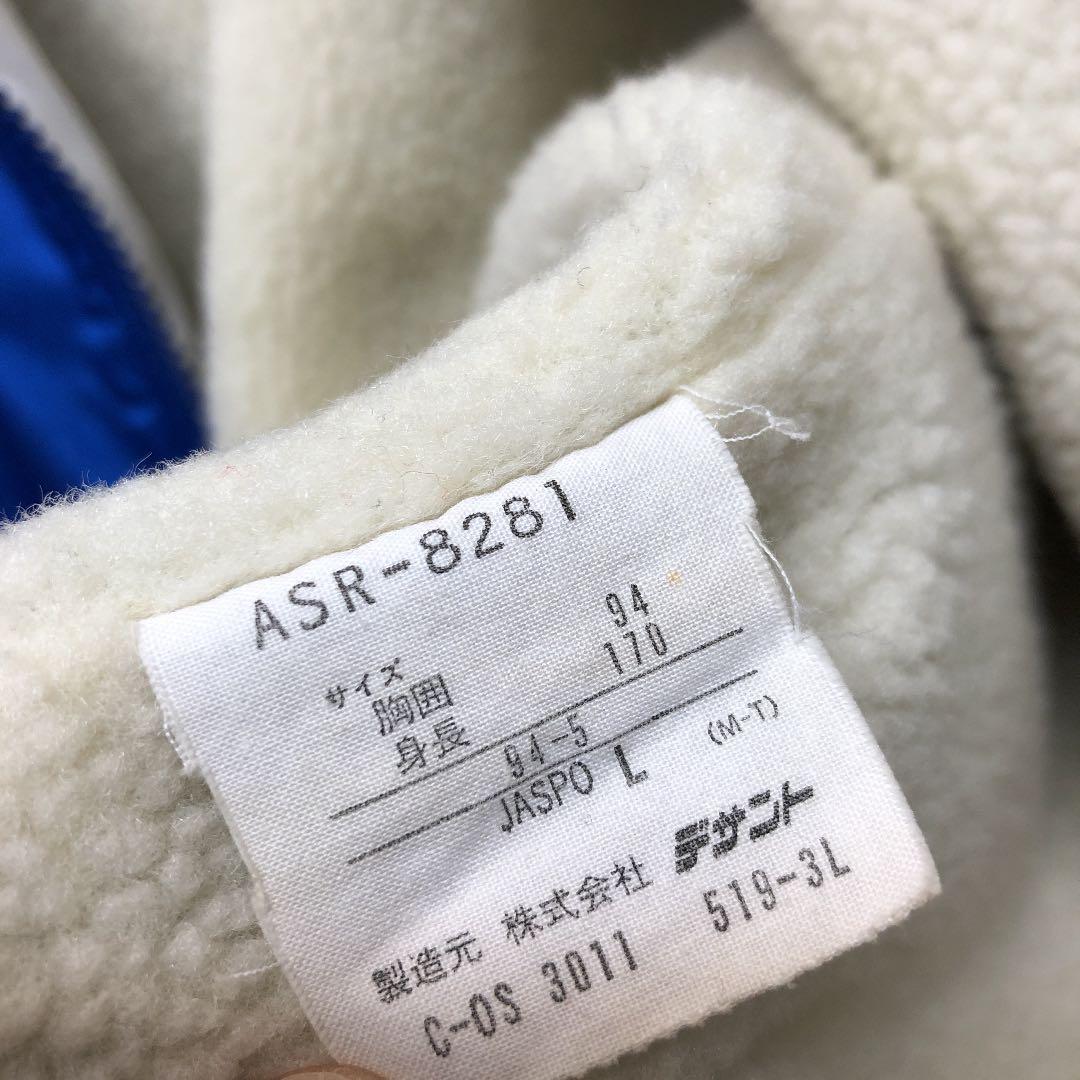 ASR-8281
サイズ
胸囲 94
身長 170
94-5
JASPO L (M-T)
製造元 株式会社 デサント
C-OS 3011 519-3L